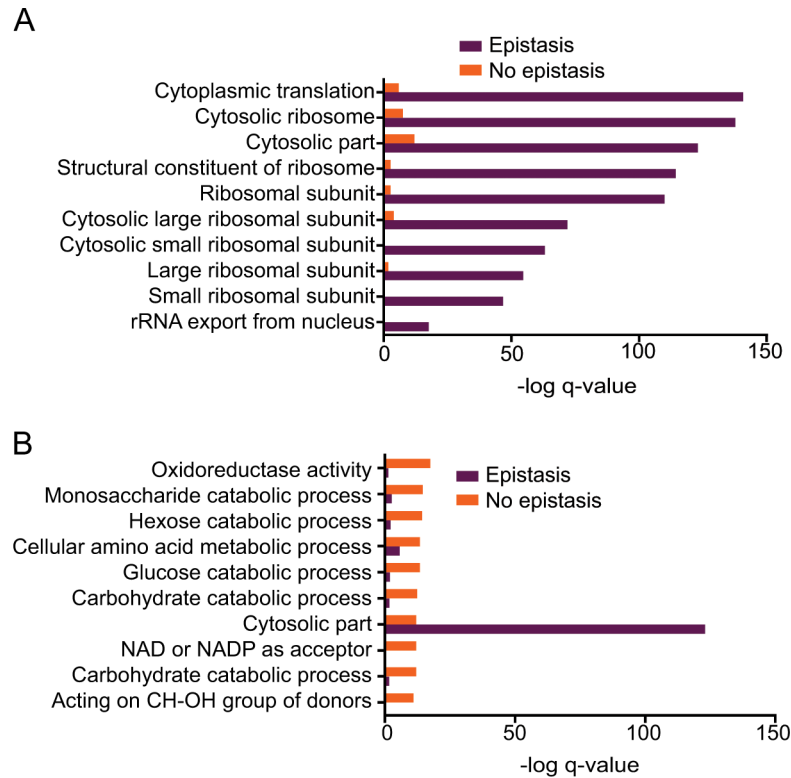 A
Epistasis
No epistasis
Cytoplasmic translation
Cytosolic ribosome
Cytosolic part
Structural constituent of ribosome
Ribosomal subunit
Cytosolic large ribosomal subunit
Cytosolic small ribosomal subunit
Large ribosomal subunit
Small ribosomal subunit
rRNA export from nucleus
0 50 100 150
-log q-value
B
Epistasis
No epistasis
Oxidoreductase activity
Monosaccharide catabolic process
Hexose catabolic process
Cellular amino acid metabolic process
Glucose catabolic process
Carbohydrate catabolic process
Cytosolic part
NAD or NADP as acceptor
Carbohydrate catabolic process
Acting on CH-OH group of donors
0 50 100 150
-log q-value